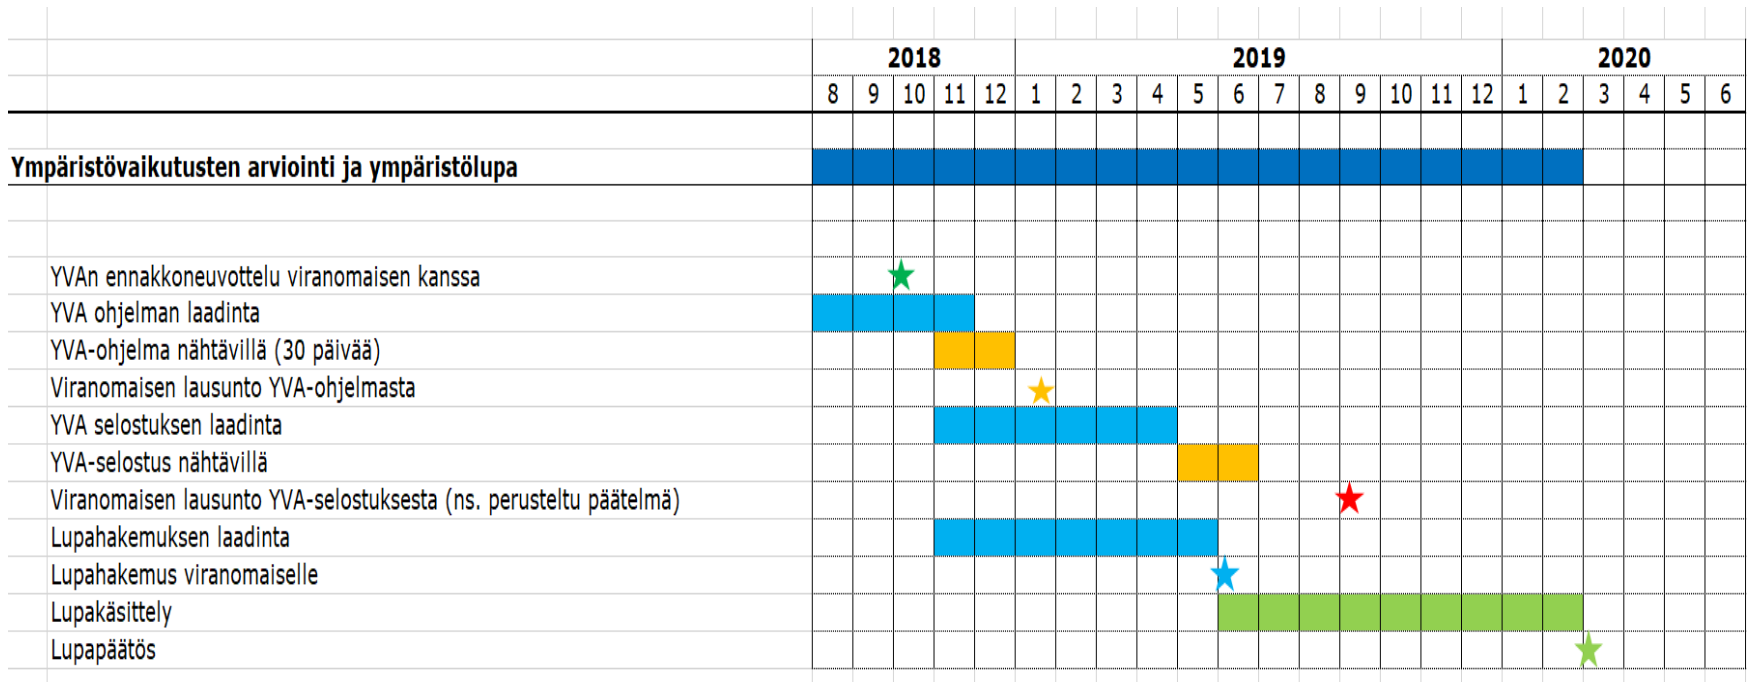 2018 2019 2020
8 9 10 11 12 1 2 3 4 5 6 7 8 9 10 11 12 1 2 3 4 5 6
Ympäristövaikutusten arviointi ja ympäristölupa
YVAn ennakkoneuvottelu viranomaisen kanssa
YVA ohjelman laadinta
YVA-ohjelma nähtävillä (30 päivää)
Viranomaisen lausunto YVA-ohjelmasta
YVA selostuksen laadinta
YVA-selostus nähtävillä
Viranomaisen lausunto YVA-selostuksesta (ns. perusteltu päätelmä)
Lupahakemuksen laadinta
Lupahakemus viranomaiselle
Lupakäsittely
Lupapäätös